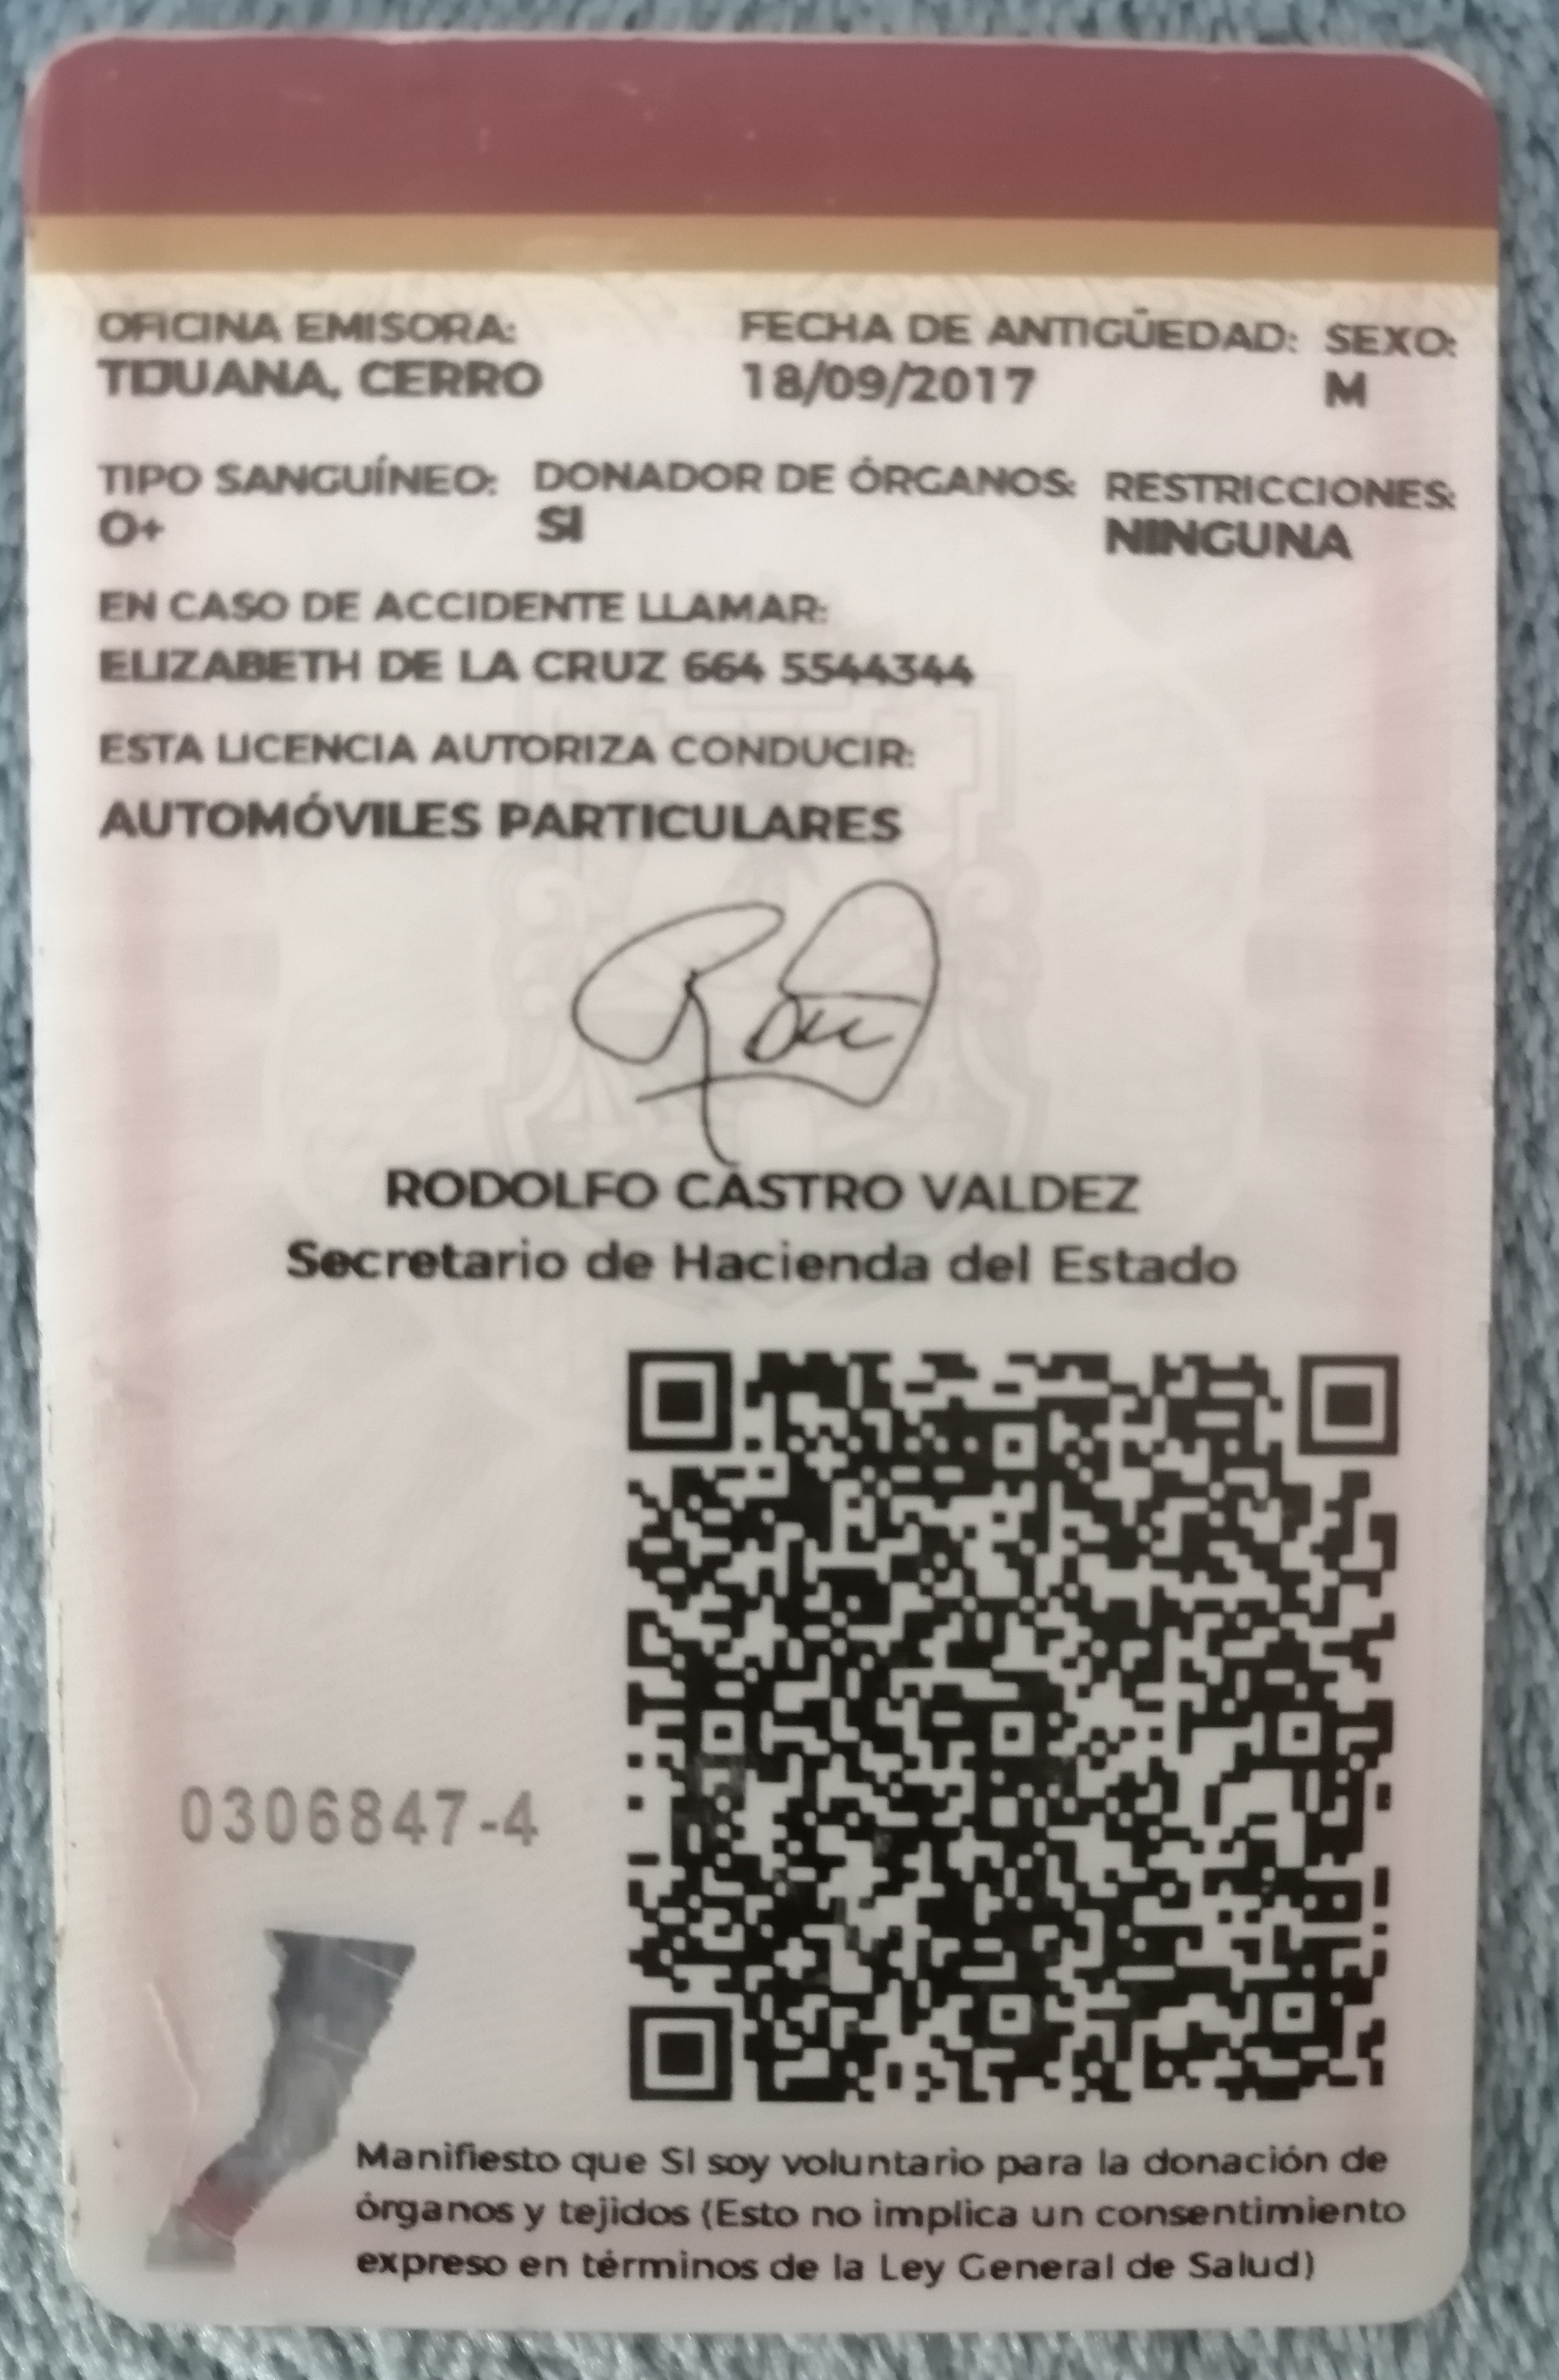 OFICINA EMISORA: FECHA DE ANTIGÜEDAD: SEXO:
TIJUANA, CERRO 18/09/2017 M
TIPO SANGUÍNEO: DONADOR DE ÓRGANOS: RESTRICCIONES:
O+ SI NINGUNA
EN CASO DE ACCIDENTE LLAMAR:
ELIZABETH DE LA CRUZ 664 5544344
ESTA LICENCIA AUTORIZA CONDUCIR:
AUTOMÓVILES PARTICULARES
RODOLFO CASTRO VALDEZ
Secretario de Hacienda del Estado
0306847-4
Manifiesto que SI soy voluntario para la donación de
órganos y tejidos (Esto no implica un consentimiento
expreso en términos de la Ley General de Salud)